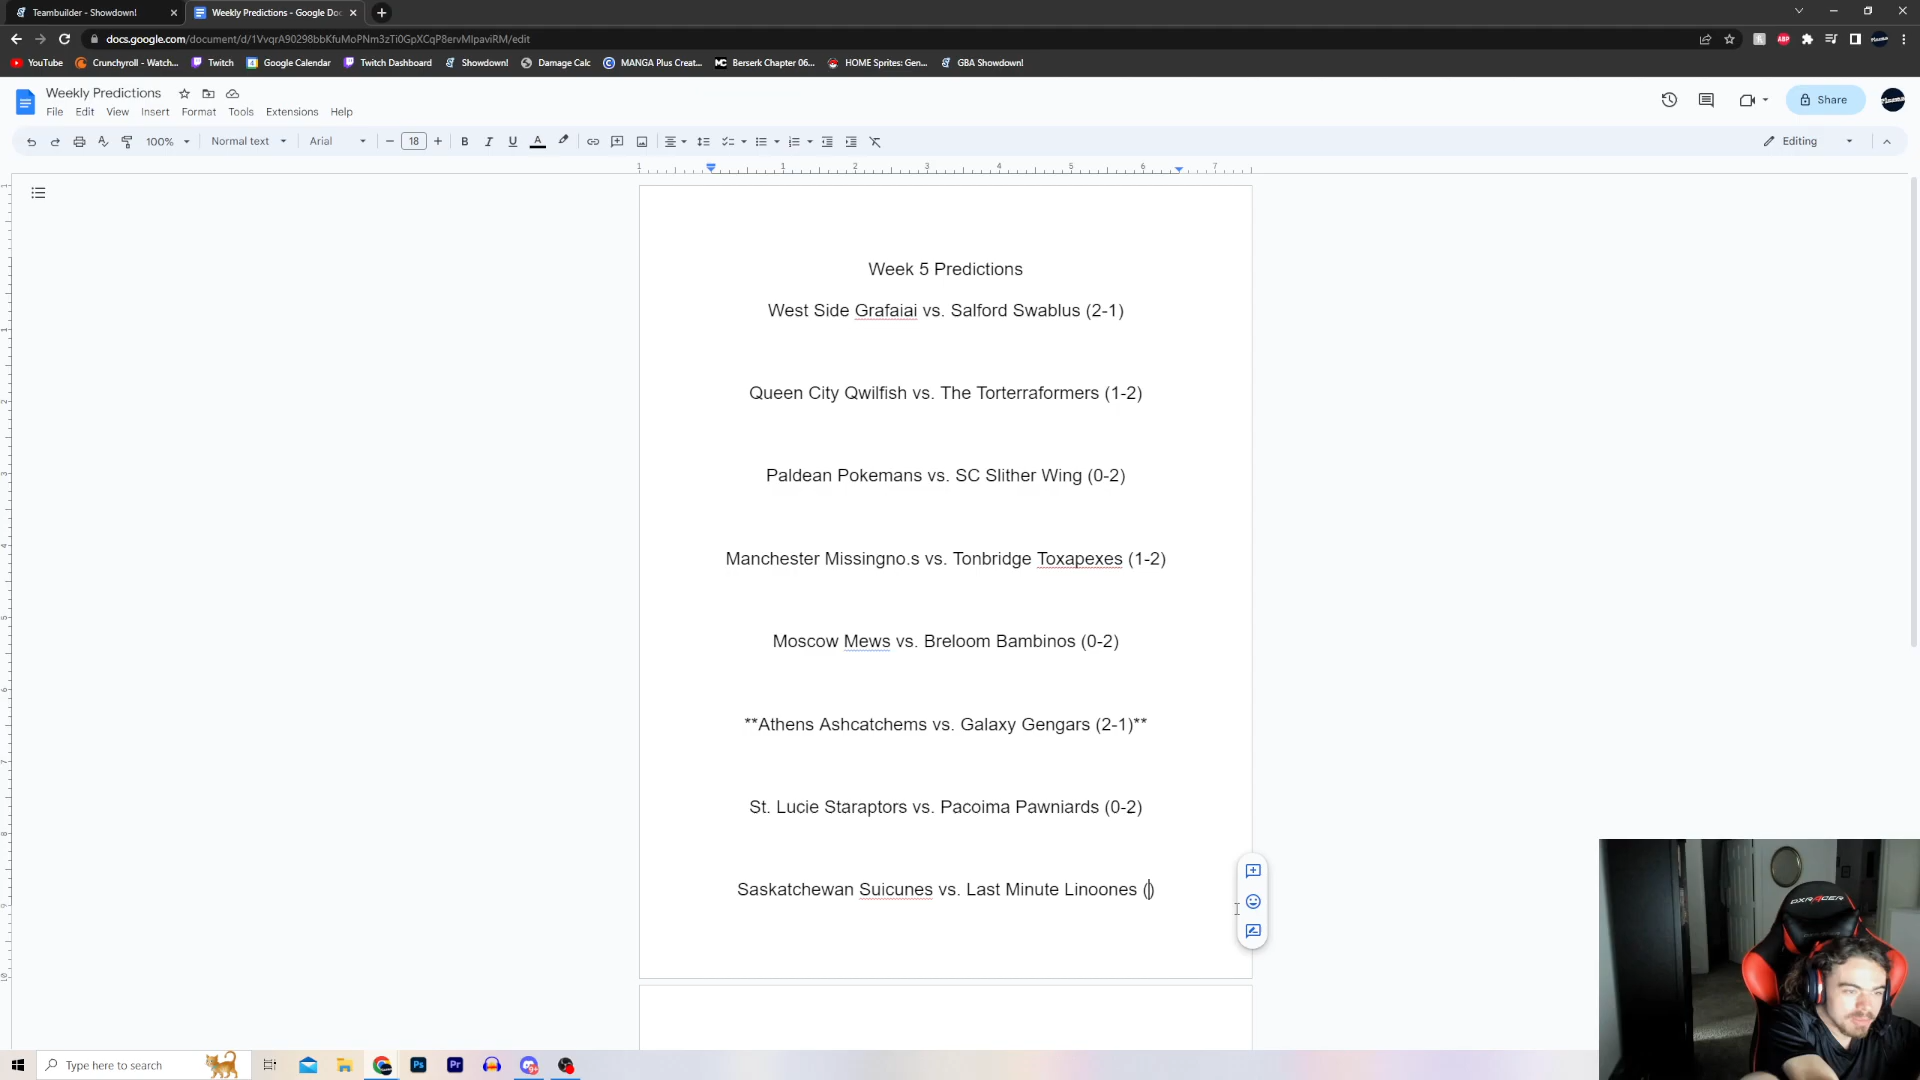 Teambuilder - Showdown!
Weekly Predictions - Google Doc
docs.google.com/document/d/1VvqrA90298bbKfuMoPNm3zTi0GpXCqP8ervMlpaviRM/edit
YouTube
Crunchyroll - Watch...
Twitch
Google Calendar
Twitch Dashboard
Showdown!
Damage Calc
MANGA Plus Creat...
Berserk Chapter 06...
HOME Sprites: Gen...
GBA Showdown!
Weekly Predictions
Share
File Edit View Insert Format Tools Extensions Help
100% Normal text Arial 18 Editing
Week 5 Predictions
West Side Grafaiai vs. Salford Swablus (2-1)
Queen City Qwilfish vs. The Torterraformers (1-2)
Paldean Pokemans vs. SC Slither Wing (0-2)
Manchester Missingno.s vs. Tonbridge Toxapexes (1-2)
Moscow Mews vs. Breloom Bambinos (0-2)
**Athens Ashcatchems vs. Galaxy Gengars (2-1)**
St. Lucie Staraptors vs. Pacoima Pawniards (0-2)
Saskatchewan Suicunes vs. Last Minute Linoones ()
DXRACER
Type here to search